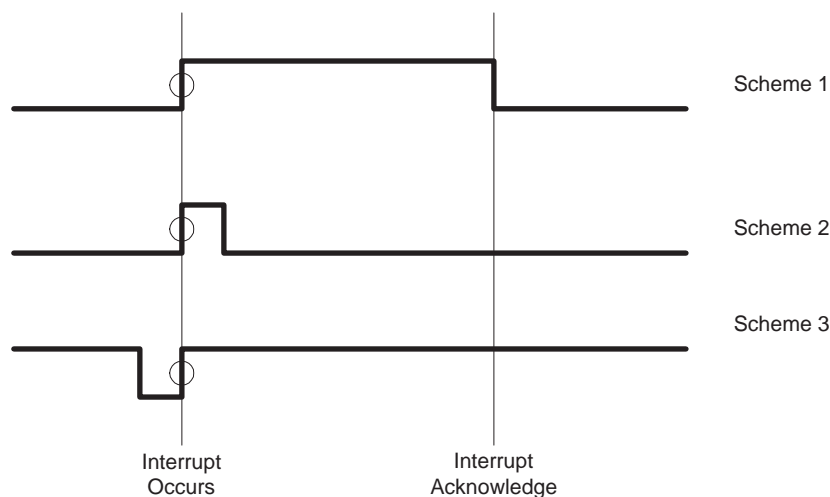 Scheme 1
Scheme 2
Scheme 3
Interrupt
Occurs
Interrupt
Acknowledge